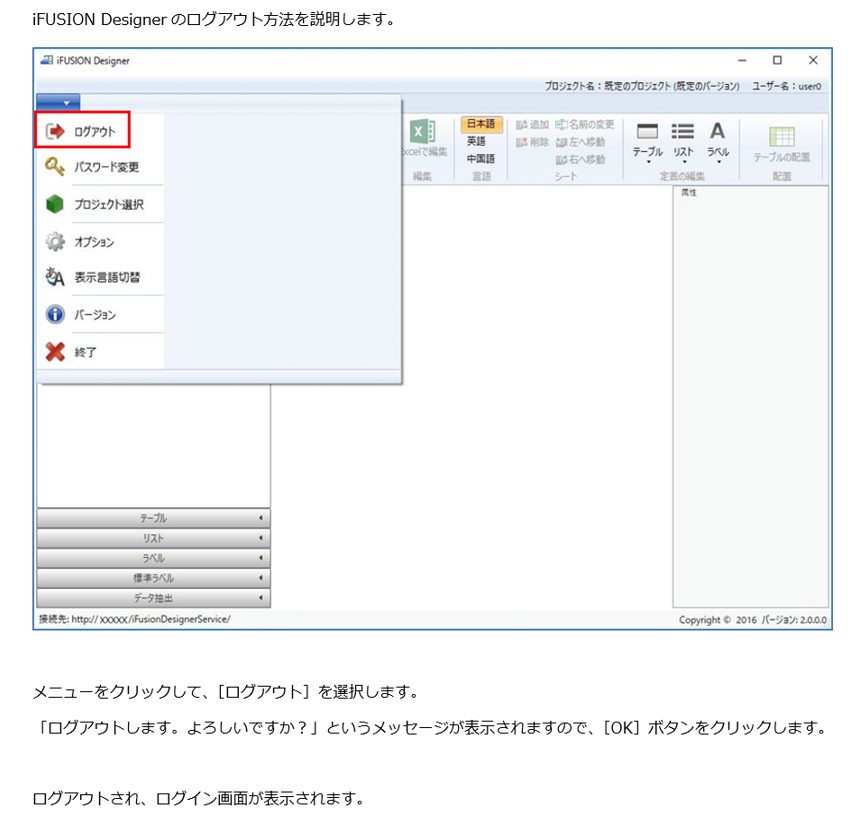 iFUSION Designer のログアウト方法を説明します。
iFUSION Designer
プロジェクト名：既定のプロジェクト(既定のバージョン) ユーザー名：user0
ログアウト
パスワード変更
プロジェクト選択
オプション
表示言語切替
バージョン
終了
Excelで編集
編集
日本語
英語
中国語
言語
追加 名前の変更
削除 左へ移動
右へ移動
シート
テーブル リスト ラベル
定義の編集
テーブルの配置
配置
属性
テーブル
リスト
ラベル
標準ラベル
データ抽出
接続先: http://xxxxx/iFusionDesignerService/
Copyright © 2016 バージョン: 2.0.0.0
メニューをクリックして、［ログアウト］を選択します。
「ログアウトします。よろしいですか？」というメッセージが表示されますので、［OK］ボタンをクリックします。
ログアウトされ、ログイン画面が表示されます。